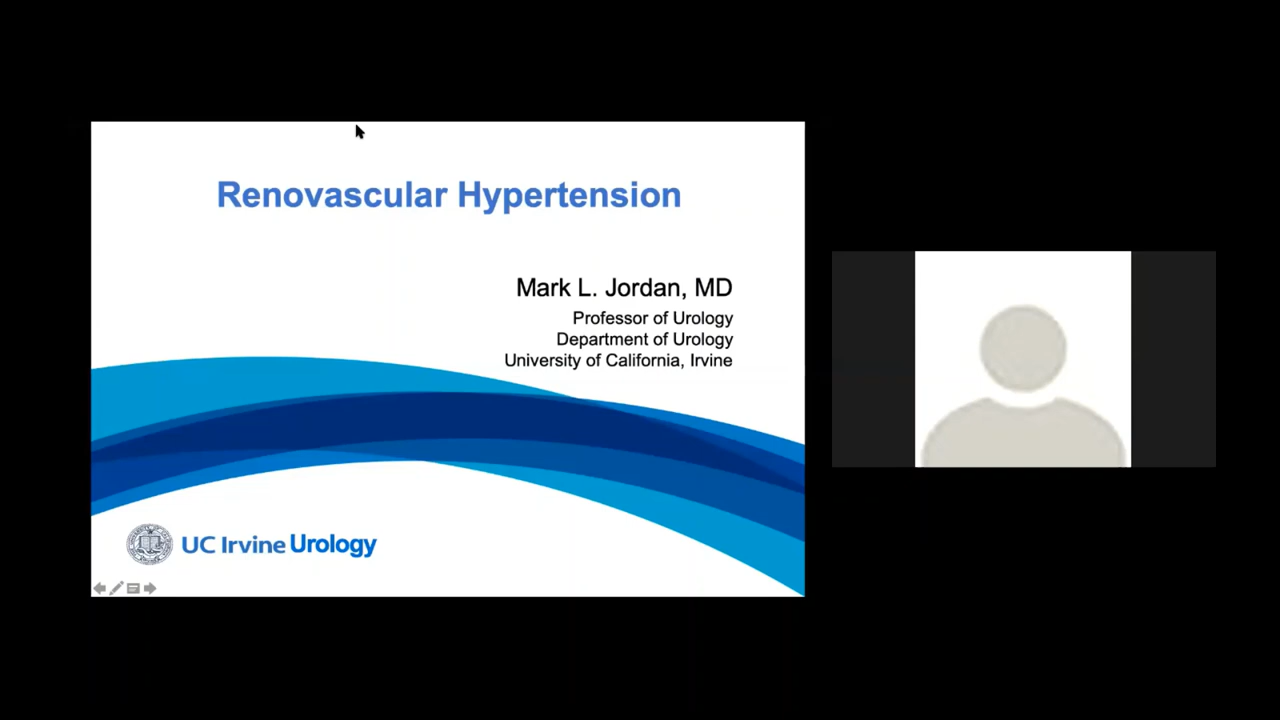 Renovascular Hypertension
Mark L. Jordan, MD
Professor of Urology
Department of Urology
University of California, Irvine
UC Irvine Urology